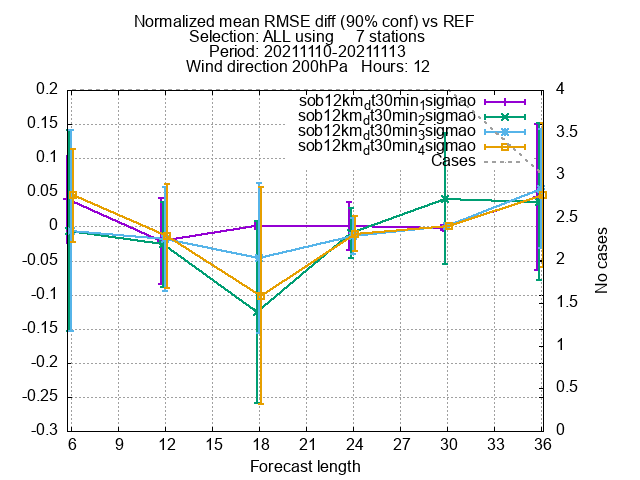 Normalized mean RMSE diff (90% conf) vs REF
Selection: ALL using     7 stations
Period: 20211110-20211113
Wind direction 200hPa   Hours: 12
sob12km_dt30min_1sigmao
sob12km_dt30min_2sigmao
sob12km_dt30min_3sigmao
sob12km_dt30min_4sigmao
Cases
0.2
0.15
0.1
0.05
0
-0.05
-0.1
-0.15
-0.2
-0.25
-0.3
4
3.5
3
2.5
2
1.5
1
0.5
0
No cases
6 9 12 15 18 21 24 27 30 33 36
Forecast length